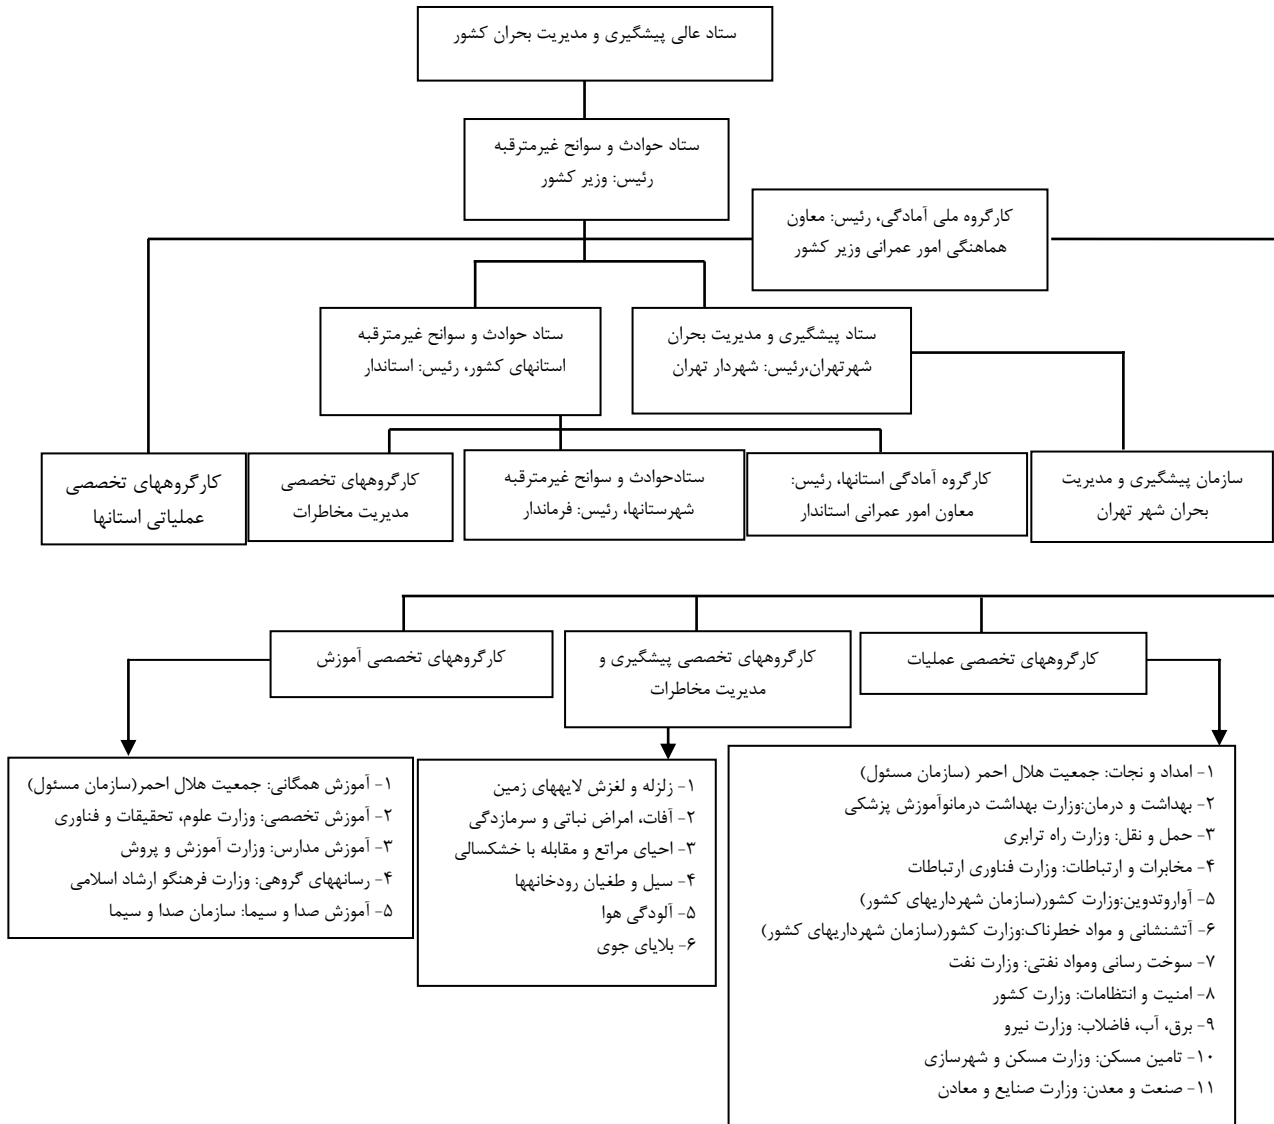 ستاد عالی پیشگیری و مدیریت بحران کشور
ستاد حوادث و سوانح غیرمترقبه
رئیس: وزیر کشور
کارگروه ملی آمادگی، رئیس: معاون
هماهنگی امور عمرانی وزیر کشور
ستاد پیشگیری و مدیریت بحران
شهرتهران،رئیس: شهردار تهران
ستاد حوادث و سوانح غیرمترقبه
استانهای کشور، رئیس: استاندار
سازمان پیشگیری و مدیریت
بحران شهر تهران
کارگروه آمادگی استانها، رئیس:
معاون امور عمرانی استاندار
ستادحوادث و سوانح غیرمترقبه
شهرستانها، رئیس: فرماندار
کارگروههای تخصصی
مدیریت مخاطرات
کارگروههای تخصصی
عملیاتی استانها
کارگروههای تخصصی عملیات
کارگروههای تخصصی پیشگیری و
مدیریت مخاطرات
کارگروههای تخصصی آموزش
۱- امداد و نجات: جمعیت هلال احمر (سازمان مسئول)
۲- بهداشت و درمان:وزارت بهداشت درمانوآموزش پزشکی
۳- حمل و نقل: وزارت راه ترابری
۴- مخابرات و ارتباطات: وزارت فناوری ارتباطات
۵- آواروتدوین:وزارت کشور(سازمان شهرداریهای کشور)
۶- آتشنشانی و مواد خطرناک:وزارت کشور(سازمان شهرداریهای کشور)
۷- سوخت رسانی ومواد نفتی: وزارت نفت
۸- امنیت و انتظامات: وزارت کشور
۹- برق، آب، فاضلاب: وزارت نیرو
۱۰- تامین مسکن: وزارت مسکن و شهرسازی
۱۱- صنعت و معدن: وزارت صنایع و معادن
۱- زلزله و لغزش لایههای زمین
۲- آفات، امراض نباتی و سرمازدگی
۳- احیای مراتع و مقابله با خشکسالی
۴- سیل و طغیان رودخانهها
۵- آلودگی هوا
۶- بلایای جوی
۱- آموزش همگانی: جمعیت هلال احمر(سازمان مسئول)
۲- آموزش تخصصی: وزارت علوم، تحقیقات و فناوری
۳- آموزش مدارس: وزارت آموزش و پروش
۴- رسانههای گروهی: وزارت فرهنگو ارشاد اسلامی
۵- آموزش صدا و سیما: سازمان صدا و سیما